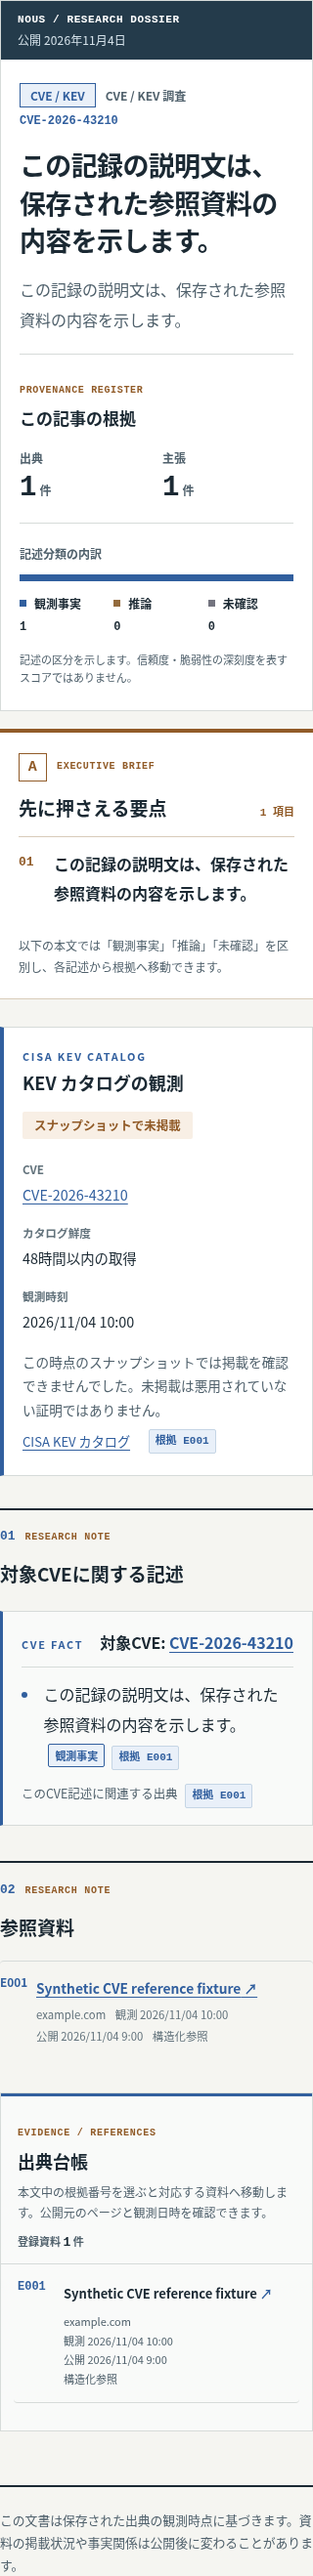 NOUS / RESEARCH DOSSIER
公開 2026年11月4日
CVE / KEV CVE / KEV 調査
CVE-2026-43210
この記録の説明文は、
保存された参照資料の
内容を示します。
この記録の説明文は、保存された参照
資料の内容を示します。
PROVENANCE REGISTER
この記事の根拠
出典 主張
1 件 1 件
記述分類の内訳
観測事実 推論 未確認
1 0 0
記述の区分を示します。信頼度・脆弱性の深刻度を表す
スコアではありません。
A EXECUTIVE BRIEF
先に押さえる要点 1 項目
01 この記録の説明文は、保存された
参照資料の内容を示します。
以下の本文では「観測事実」「推論」「未確認」を区
別し、各記述から根拠へ移動できます。
CISA KEV CATALOG
KEV カタログの観測
スナップショットで未掲載
CVE
CVE-2026-43210
カタログ鮮度
48時間以内の取得
観測時刻
2026/11/04 10:00
この時点のスナップショットでは掲載を確認
できませんでした。未掲載は悪用されていな
い証明ではありません。
CISA KEV カタログ 根拠 E001
01 RESEARCH NOTE
対象CVEに関する記述
CVE FACT 対象CVE: CVE-2026-43210
• この記録の説明文は、保存された
参照資料の内容を示します。
観測事実 根拠 E001
このCVE記述に関連する出典 根拠 E001
02 RESEARCH NOTE
参照資料
E001 Synthetic CVE reference fixture ↗
example.com 観測 2026/11/04 10:00
公開 2026/11/04 9:00 構造化参照
EVIDENCE / REFERENCES
出典台帳
本文中の根拠番号を選ぶと対応する資料へ移動しま
す。公開元のページと観測日時を確認できます。
登録資料 1 件
E001 Synthetic CVE reference fixture ↗
example.com
観測 2026/11/04 10:00
公開 2026/11/04 9:00
構造化参照
この文書は保存された出典の観測時点に基づきます。資
料の掲載状況や事実関係は公開後に変わることがありま
す。